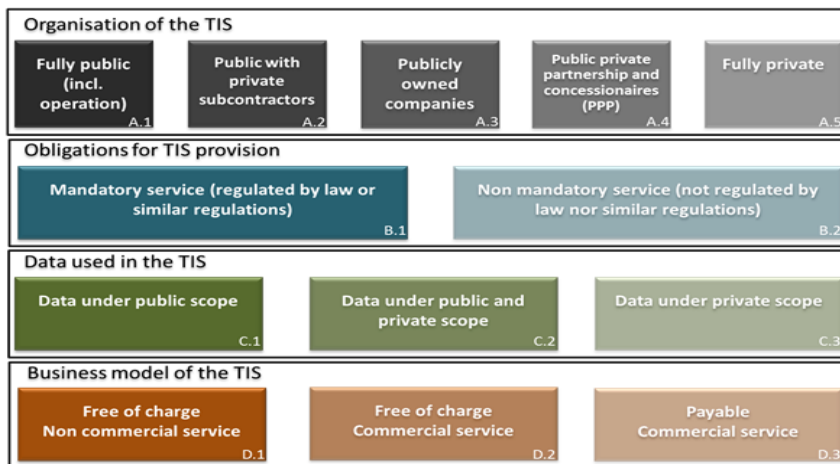 Organisation of the TIS
Fully public
(incl.
operation)
A.1
Public with
private
subcontractors
A.2
Publicly
owned
companies
A.3
Public private
partnership and
concessionaires
(PPP)
A.4
Fully private
A.5
Obligations for TIS provision
Mandatory service (regulated by law or
similar regulations)
B.1
Non mandatory service (not regulated by
law nor similar regulations)
B.2
Data used in the TIS
Data under public scope
C.1
Data under public and
private scope
C.2
Data under private scope
C.3
Business model of the TIS
Free of charge
Non commercial service
D.1
Free of charge
Commercial service
D.2
Payable
Commercial service
D.3